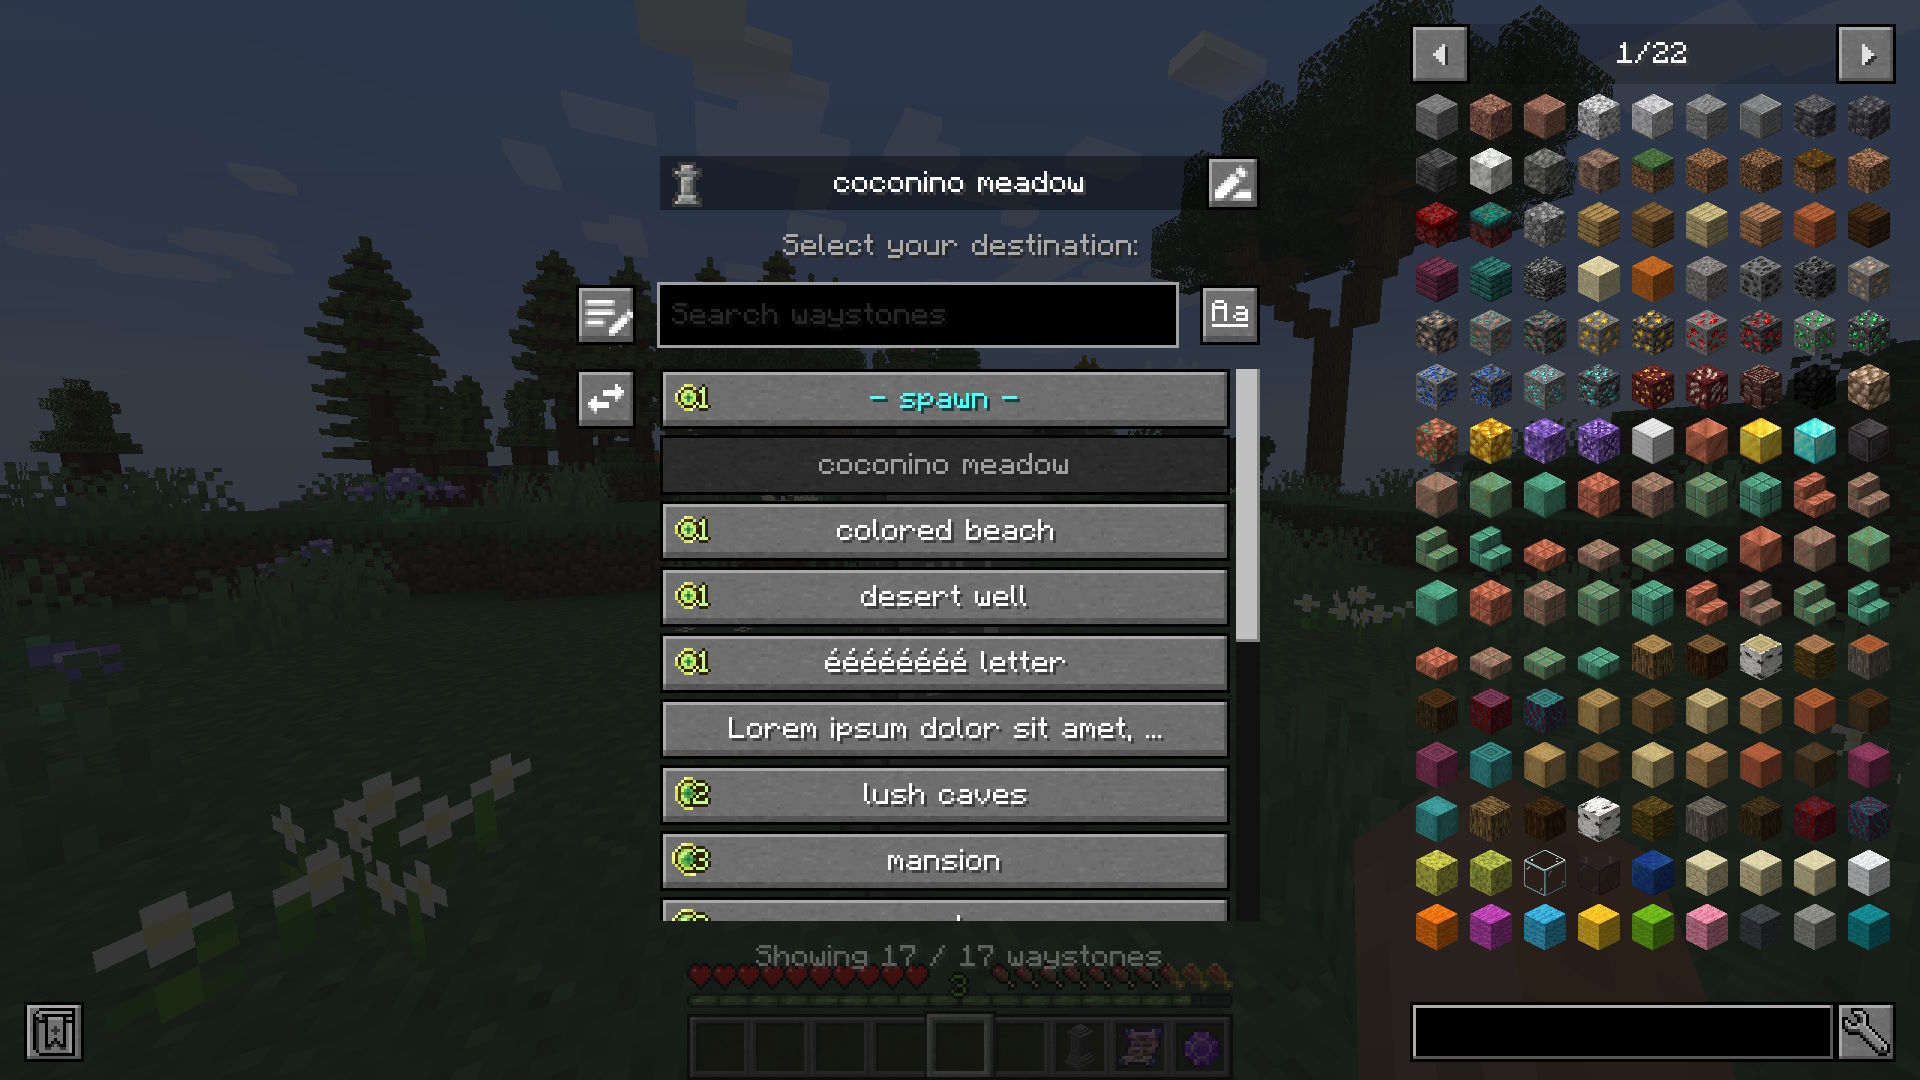 1/22
coconino meadow
Select your destination:
Search waystones
Aa
1 - spawn -
coconino meadow
1 colored beach
1 desert well
1 éééééééé letter
Lorem ipsum dolor sit amet, ...
2 lush caves
3 mansion
Showing 17 / 17 waystones
3